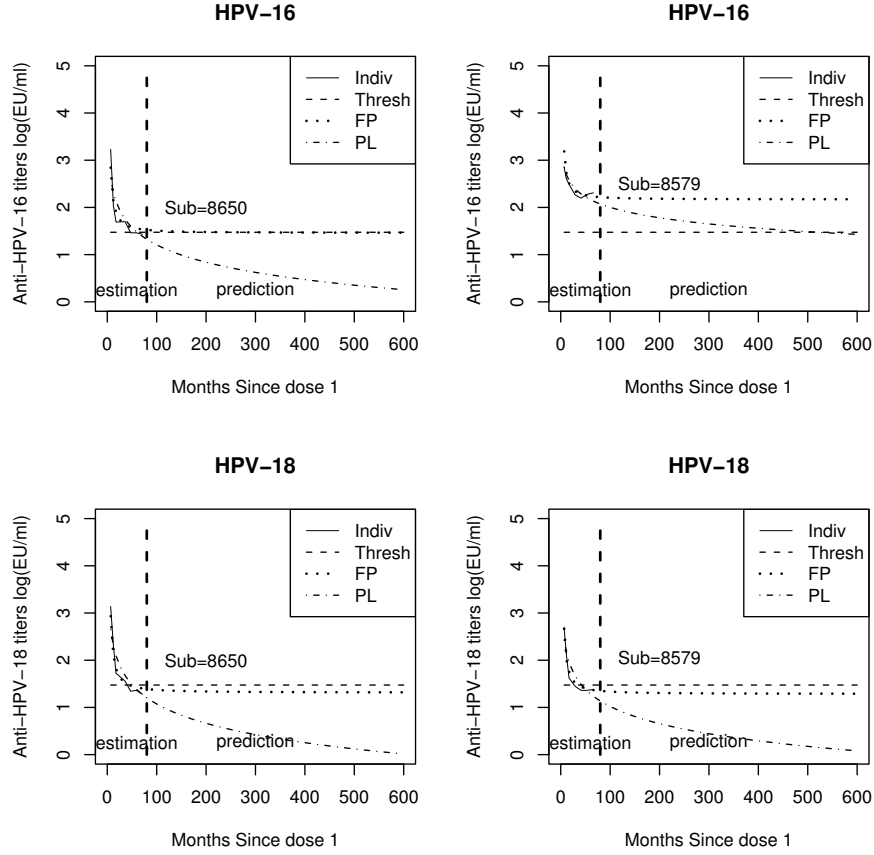 HPV−16
Anti−HPV−16 titers log(EU/ml)
5
4
3
2
1
0
Indiv
Thresh
FP
PL
Sub=8650
estimation
prediction
0 100 200 300 400 500 600
Months Since dose 1
HPV−16
Anti−HPV−16 titers log(EU/ml)
5
4
3
2
1
0
Indiv
Thresh
FP
PL
Sub=8579
estimation
prediction
0 100 200 300 400 500 600
Months Since dose 1
HPV−18
Anti−HPV−18 titers log(EU/ml)
5
4
3
2
1
0
Indiv
Thresh
FP
PL
Sub=8650
estimation
prediction
0 100 200 300 400 500 600
Months Since dose 1
HPV−18
Anti−HPV−18 titers log(EU/ml)
5
4
3
2
1
0
Indiv
Thresh
FP
PL
Sub=8579
estimation
prediction
0 100 200 300 400 500 600
Months Since dose 1